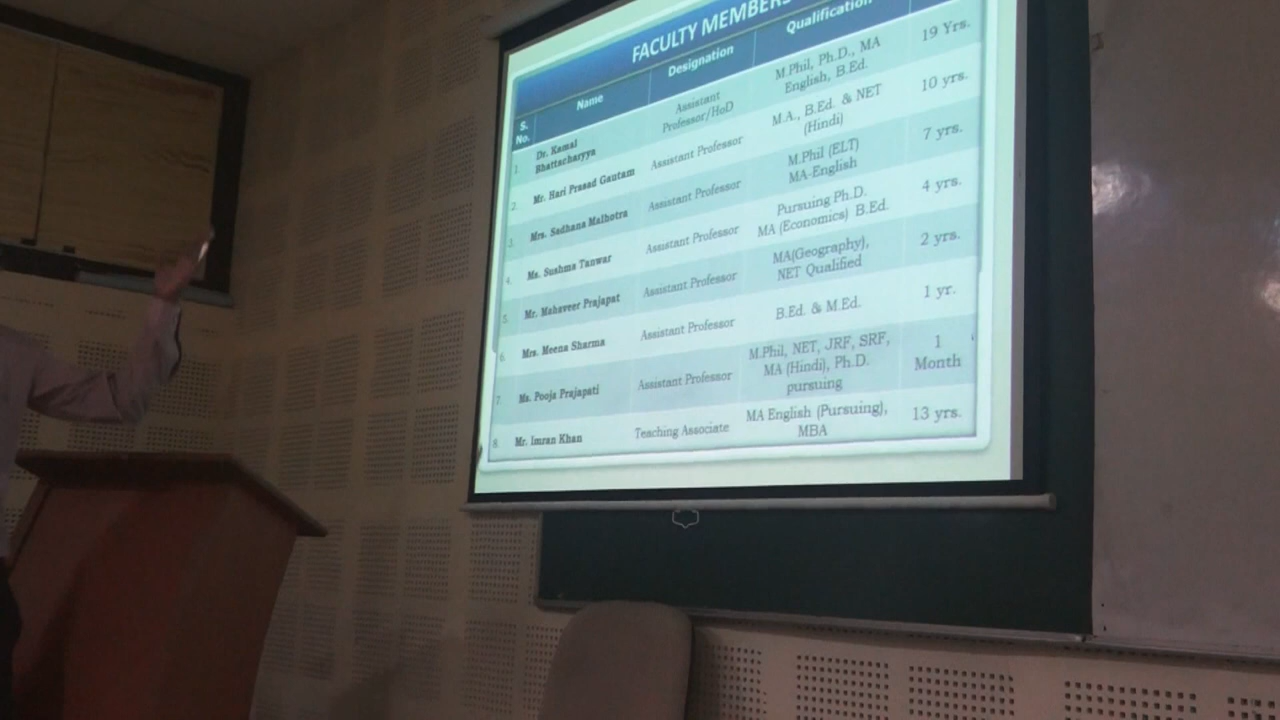 FACULTY MEMBERS
S. No. Name Designation Qualification
1. Dr. Kamal Bhattacharyya Assistant Professor/HoD M.Phil, Ph.D., MA English, B.Ed. 19 Yrs.
2. Mr. Hari Prasad Gautam Assistant Professor M.A., B.Ed. & NET (Hindi) 10 yrs.
3. Mrs. Sadhana Malhotra Assistant Professor M.Phil (ELT) MA-English 7 yrs.
4. Ms. Sushma Tanwar Assistant Professor Pursuing Ph.D. MA (Economics) B.Ed. 4 yrs.
5. Mr. Mahaveer Prajapat Assistant Professor MA(Geography), NET Qualified 2 yrs.
6. Mrs. Meena Sharma Assistant Professor B.Ed. & M.Ed. 1 yr.
7. Ms. Pooja Prajapati Assistant Professor M.Phil, NET, JRF, SRF, MA (Hindi), Ph.D. pursuing 1 Month
8. Mr. Imran Khan Teaching Associate MA English (Pursuing), MBA 13 yrs.